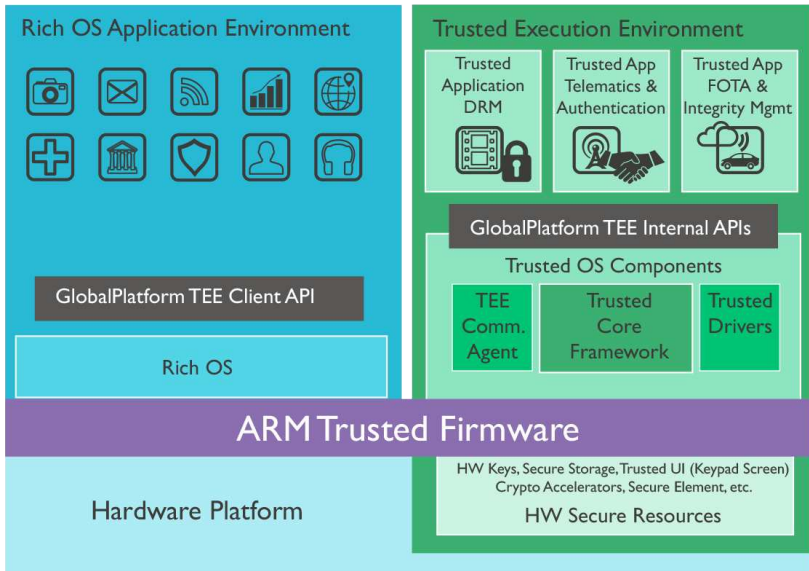 Rich OS Application Environment
GlobalPlatform TEE Client API
Rich OS
Trusted Execution Environment
Trusted
Application
DRM
Trusted App
Telematics &
Authentication
Trusted App
FOTA &
Integrity Mgmt
GlobalPlatform TEE Internal APIs
Trusted OS Components
TEE
Comm.
Agent
Trusted
Core
Framework
Trusted
Drivers
ARM Trusted Firmware
Hardware Platform
HW Keys, Secure Storage, Trusted UI (Keypad Screen)
Crypto Accelerators, Secure Element, etc.
HW Secure Resources